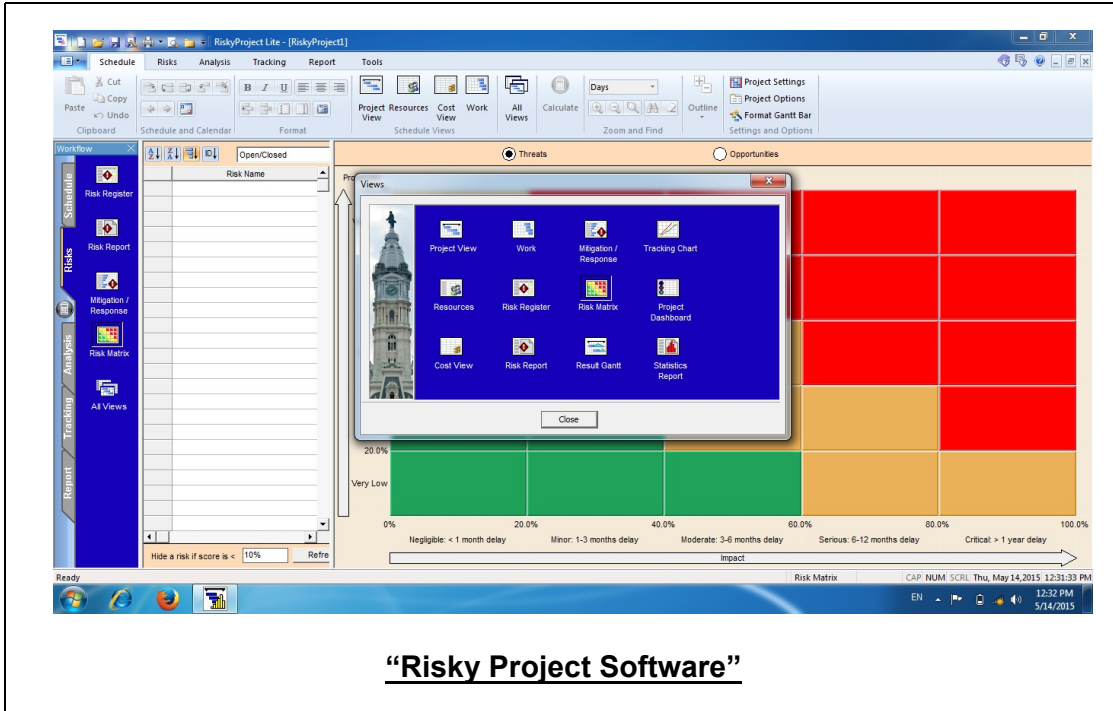 RiskyProject Lite - [RiskyProject1]
Schedule Risks Analysis Tracking Report Tools
Cut
Copy
Undo
Paste
Clipboard
Schedule and Calendar
B I U
Format
Project View
Resources
Cost View
Work
Schedule Views
All Views
Calculate
Days
Zoom and Find
Outline
Project Settings
Project Options
Format Gantt Bar
Settings and Options
Workflow
Schedule
Risks
Analysis
Tracking
Report
Risk Register
Risk Report
Mitigation /
Response
Risk Matrix
All Views
Open/Closed
Risk Name
Hide a risk if score is < 10% Refre
Threats Opportunities
Views
Project View Work Mitigation / Response Tracking Chart
Resources Risk Register Risk Matrix Project Dashboard
Cost View Risk Report Result Gantt Statistics Report
Close
20.0%
Very Low
0% 20.0% 40.0% 60.0% 80.0% 100.0%
Negligible: < 1 month delay Minor: 1-3 months delay Moderate: 3-6 months delay Serious: 6-12 months delay Critical: > 1 year delay
Impact
Ready Risk Matrix CAP NUM SCRL Thu, May 14,2015 12:31:33 PM
EN 12:32 PM
5/14/2015
“Risky Project Software”